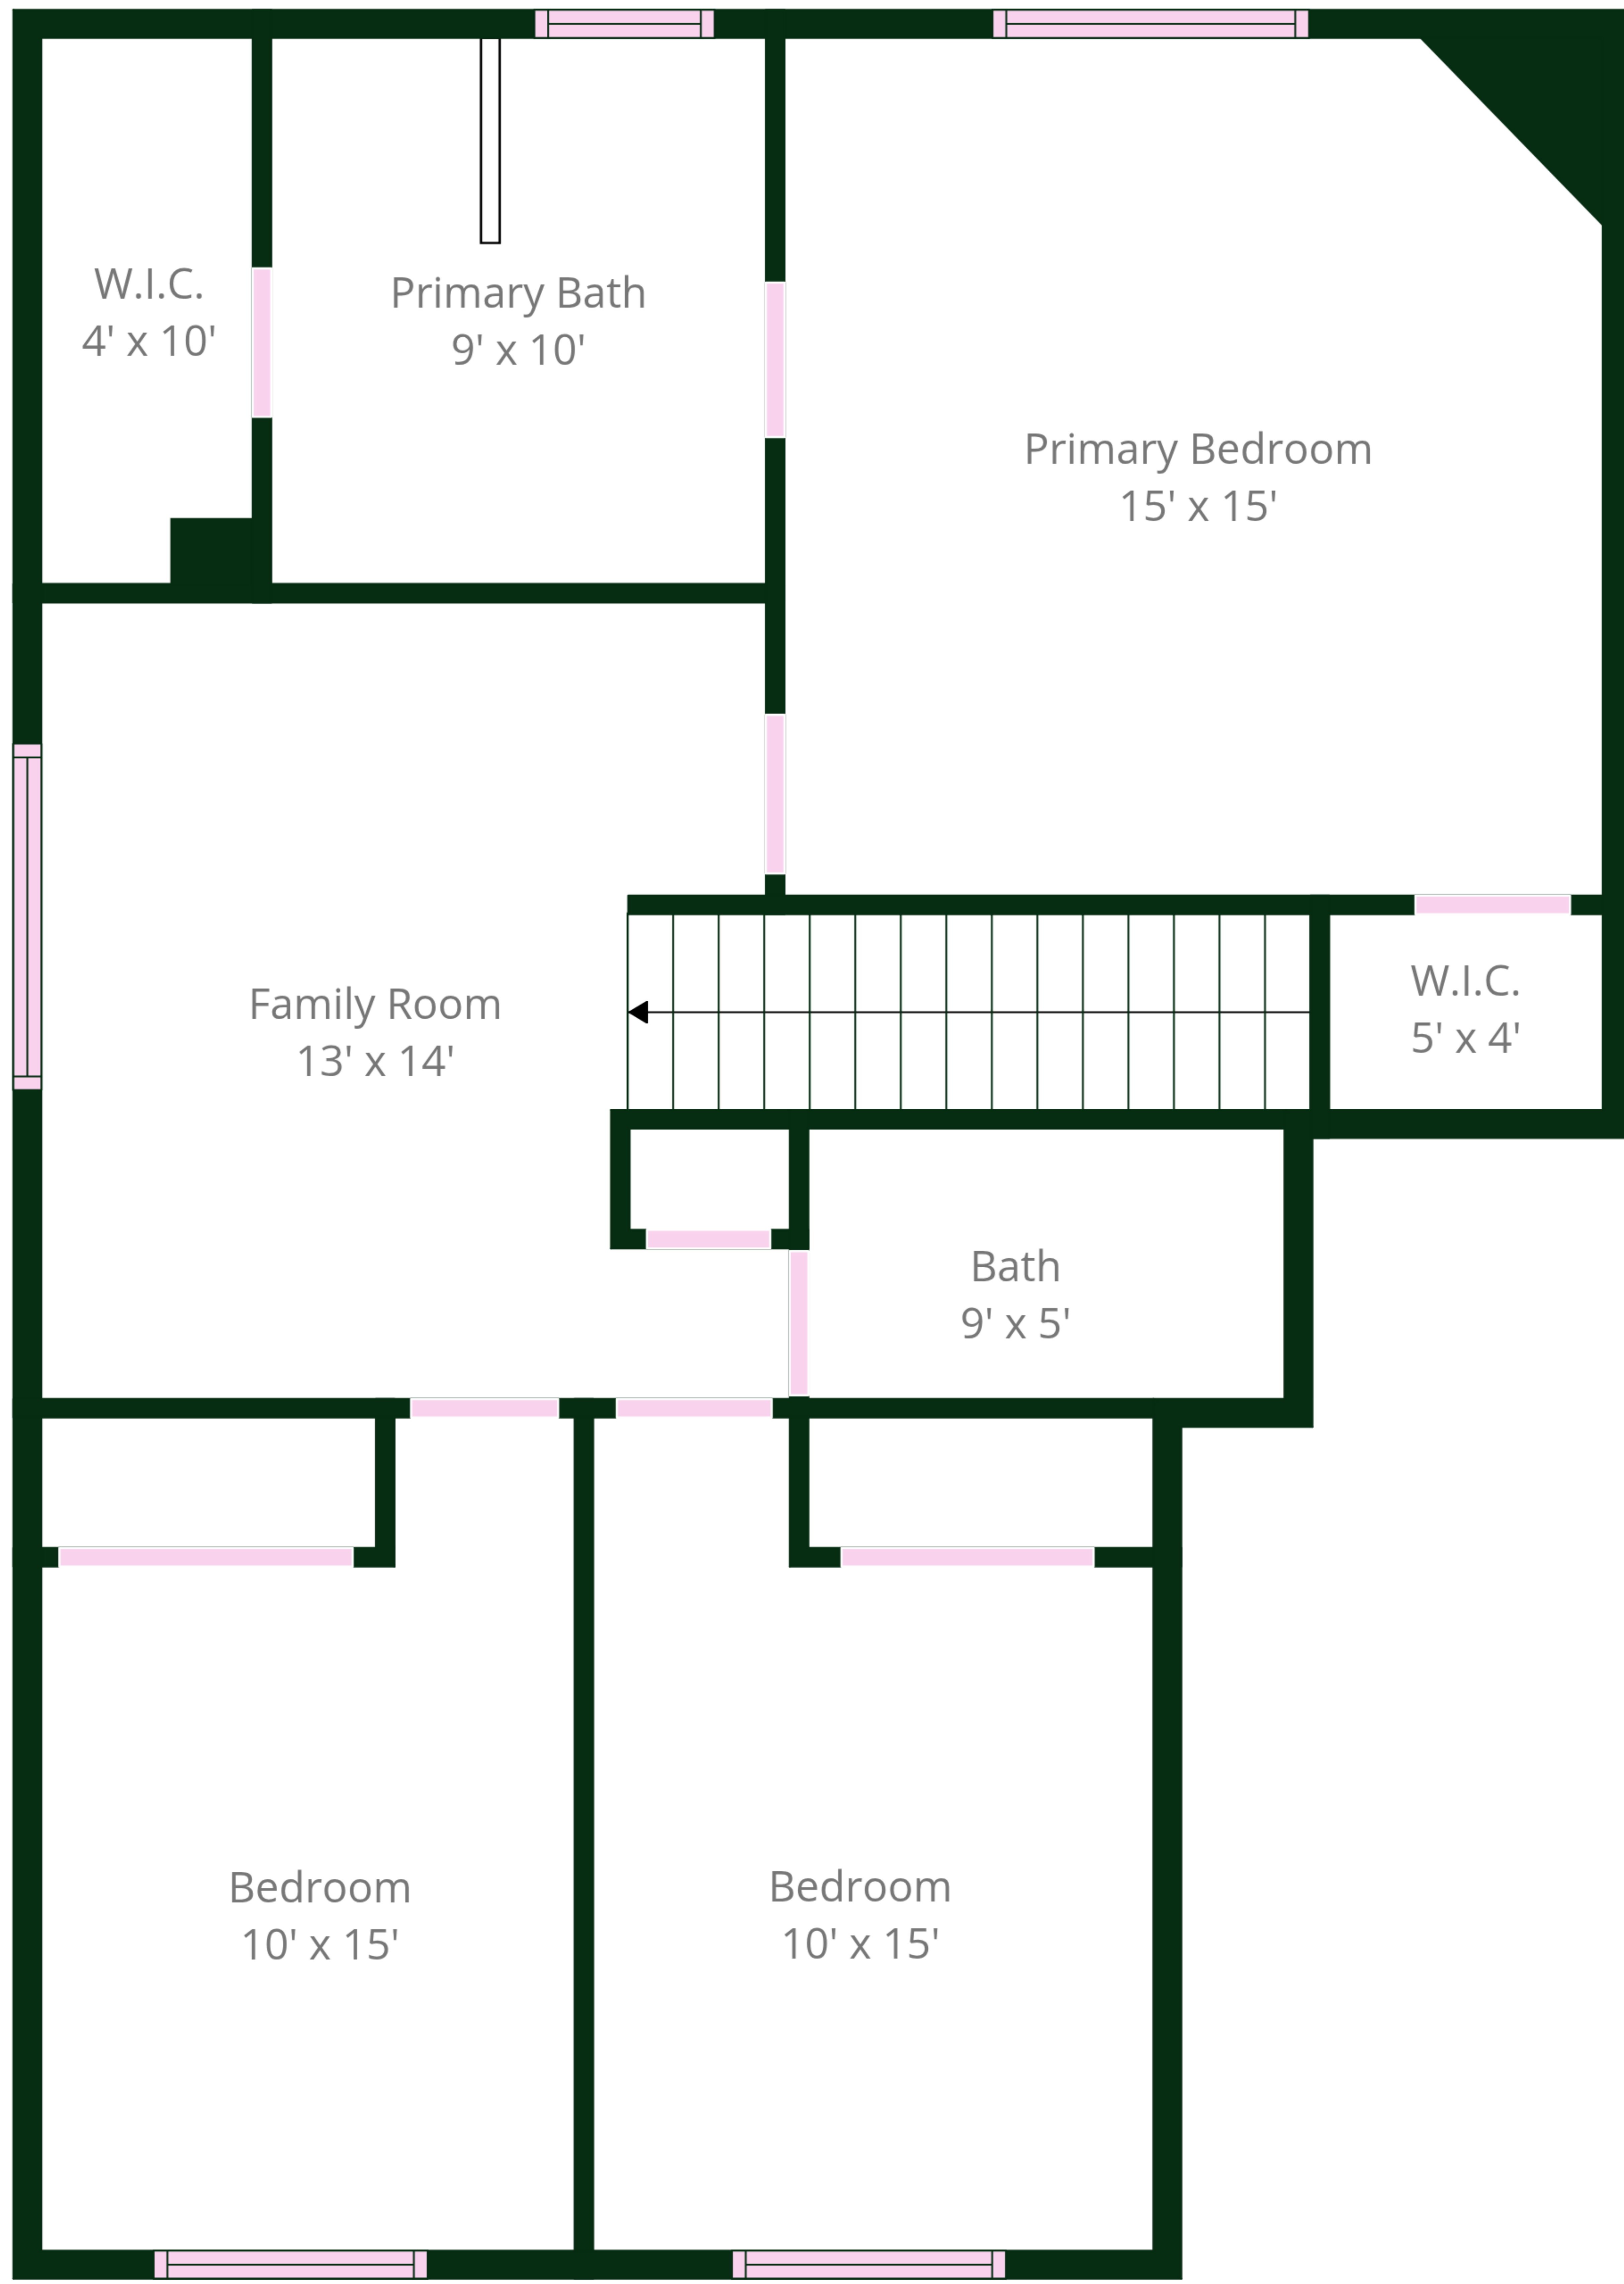 W.I.C.
4' x 10'
Primary Bath
9' x 10'
Primary Bedroom
15' x 15'
Family Room
13' x 14'
W.I.C.
5' x 4'
Bath
9' x 5'
Bedroom
10' x 15'
Bedroom
10' x 15'